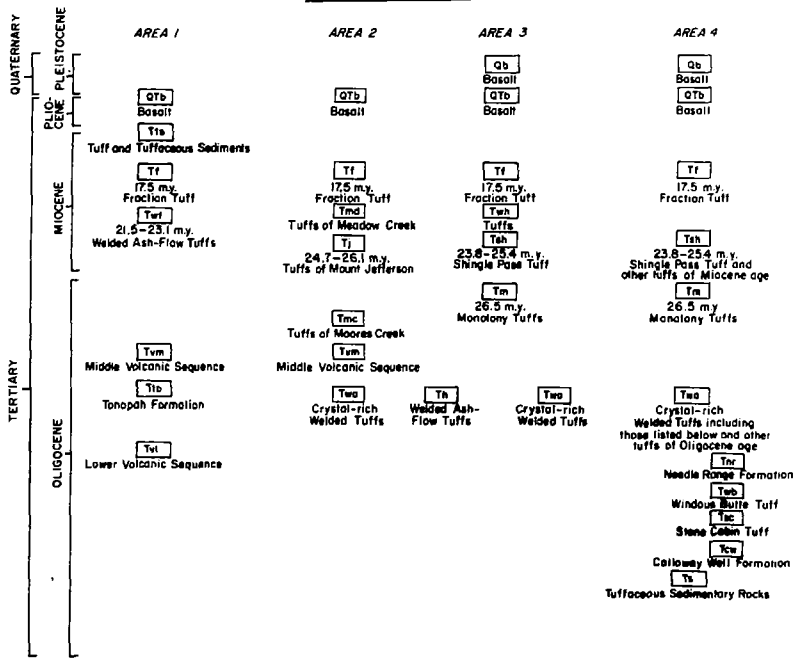 AREA 1
AREA 2
AREA 3
AREA 4
QUATERNARY
PLEISTOCENE
Qb
Basalt
Qb
Basalt
TERTIARY
PLIO-
CENE
QTb
Basalt
QTb
Basalt
QTb
Basalt
QTb
Basalt
MIOCENE
Tts
Tuff and Tuffaceous Sediments
Tf
17.5 m.y.
Fraction Tuff
Tf
17.5 m.y.
Fraction Tuff
Tf
17.5 m.y.
Fraction Tuff
Tf
17.5 m.y.
Fraction Tuff
Twf
21.5-23.1 m.y.
Welded Ash-Flow Tuffs
Tmd
Tuffs of Meadow Creek
Twh
Tuffs
Tj
24.7-26.1 m.y.
Tuffs of Mount Jefferson
Tsh
23.8-25.4 m.y.
Shingle Pass Tuff
Tsh
23.8-25.4 m.y.
Shingle Pass Tuff and
other tuffs of Miocene age
OLIGOCENE
Tm
26.5 m.y.
Monotony Tuffs
Tm
26.5 m.y
Monotony Tuffs
Tmc
Tuffs of Moores Creek
Tvm
Middle Volcanic Sequence
Tvm
Middle Volcanic Sequence
Ttp
Tonopah Formation
Twa
Crystal-rich
Welded Tuffs
Th
Welded Ash-
Flow Tuffs
Twa
Crystal-rich
Welded Tuffs
Twa
Crystal-rich
Welded Tuffs including
those listed below and other
tuffs of Oligocene age
Tvl
Lower Volcanic Sequence
Tnr
Needle Range Formation
Twb
Windous Butte Tuff
Tsc
Stone Cabin Tuff
Tcw
Calloway Well Formation
Ts
Tuffaceous Sedimentary Rocks